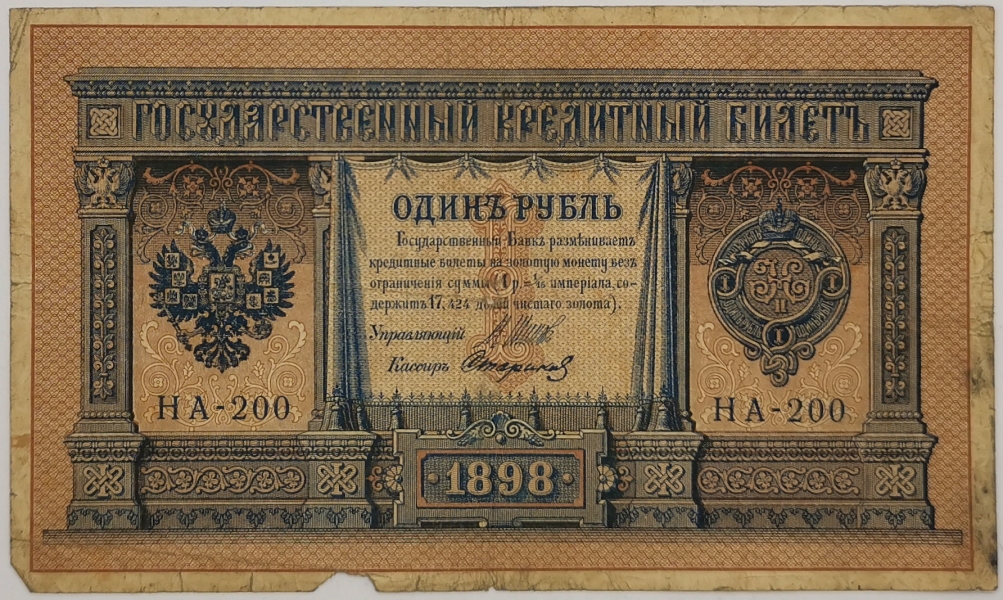 ГОСУДАРСТВЕННЫЙ КРЕДИТНЫЙ БИЛЕТЪ
ОДИНЪ РУБЛЬ
Государственный Банкъ размѣниваетъ
кредитные билеты на золотую монету безъ
ограниченія суммы (1 р. = 1/15 имперіала, со-
держитъ 17,424 долей чистаго золота).
Управляющій
Кассиръ
НА-200
НА-200
1898